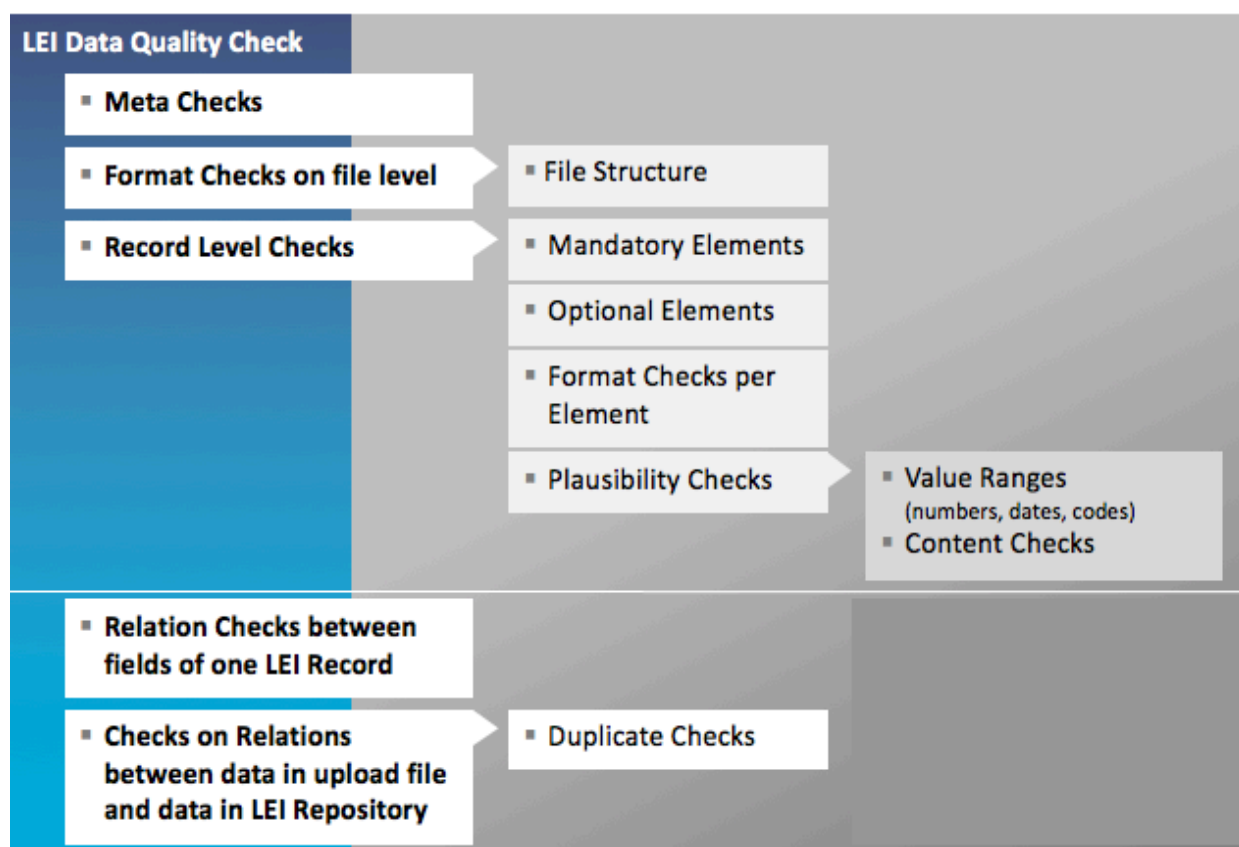 LEI Data Quality Check
▪ Meta Checks
▪ Format Checks on file level
▪ File Structure
▪ Record Level Checks
▪ Mandatory Elements
▪ Optional Elements
▪ Format Checks per
Element
▪ Plausibility Checks
▪ Value Ranges
(numbers, dates, codes)
▪ Content Checks
▪ Relation Checks between
fields of one LEI Record
▪ Checks on Relations
between data in upload file
and data in LEI Repository
▪ Duplicate Checks